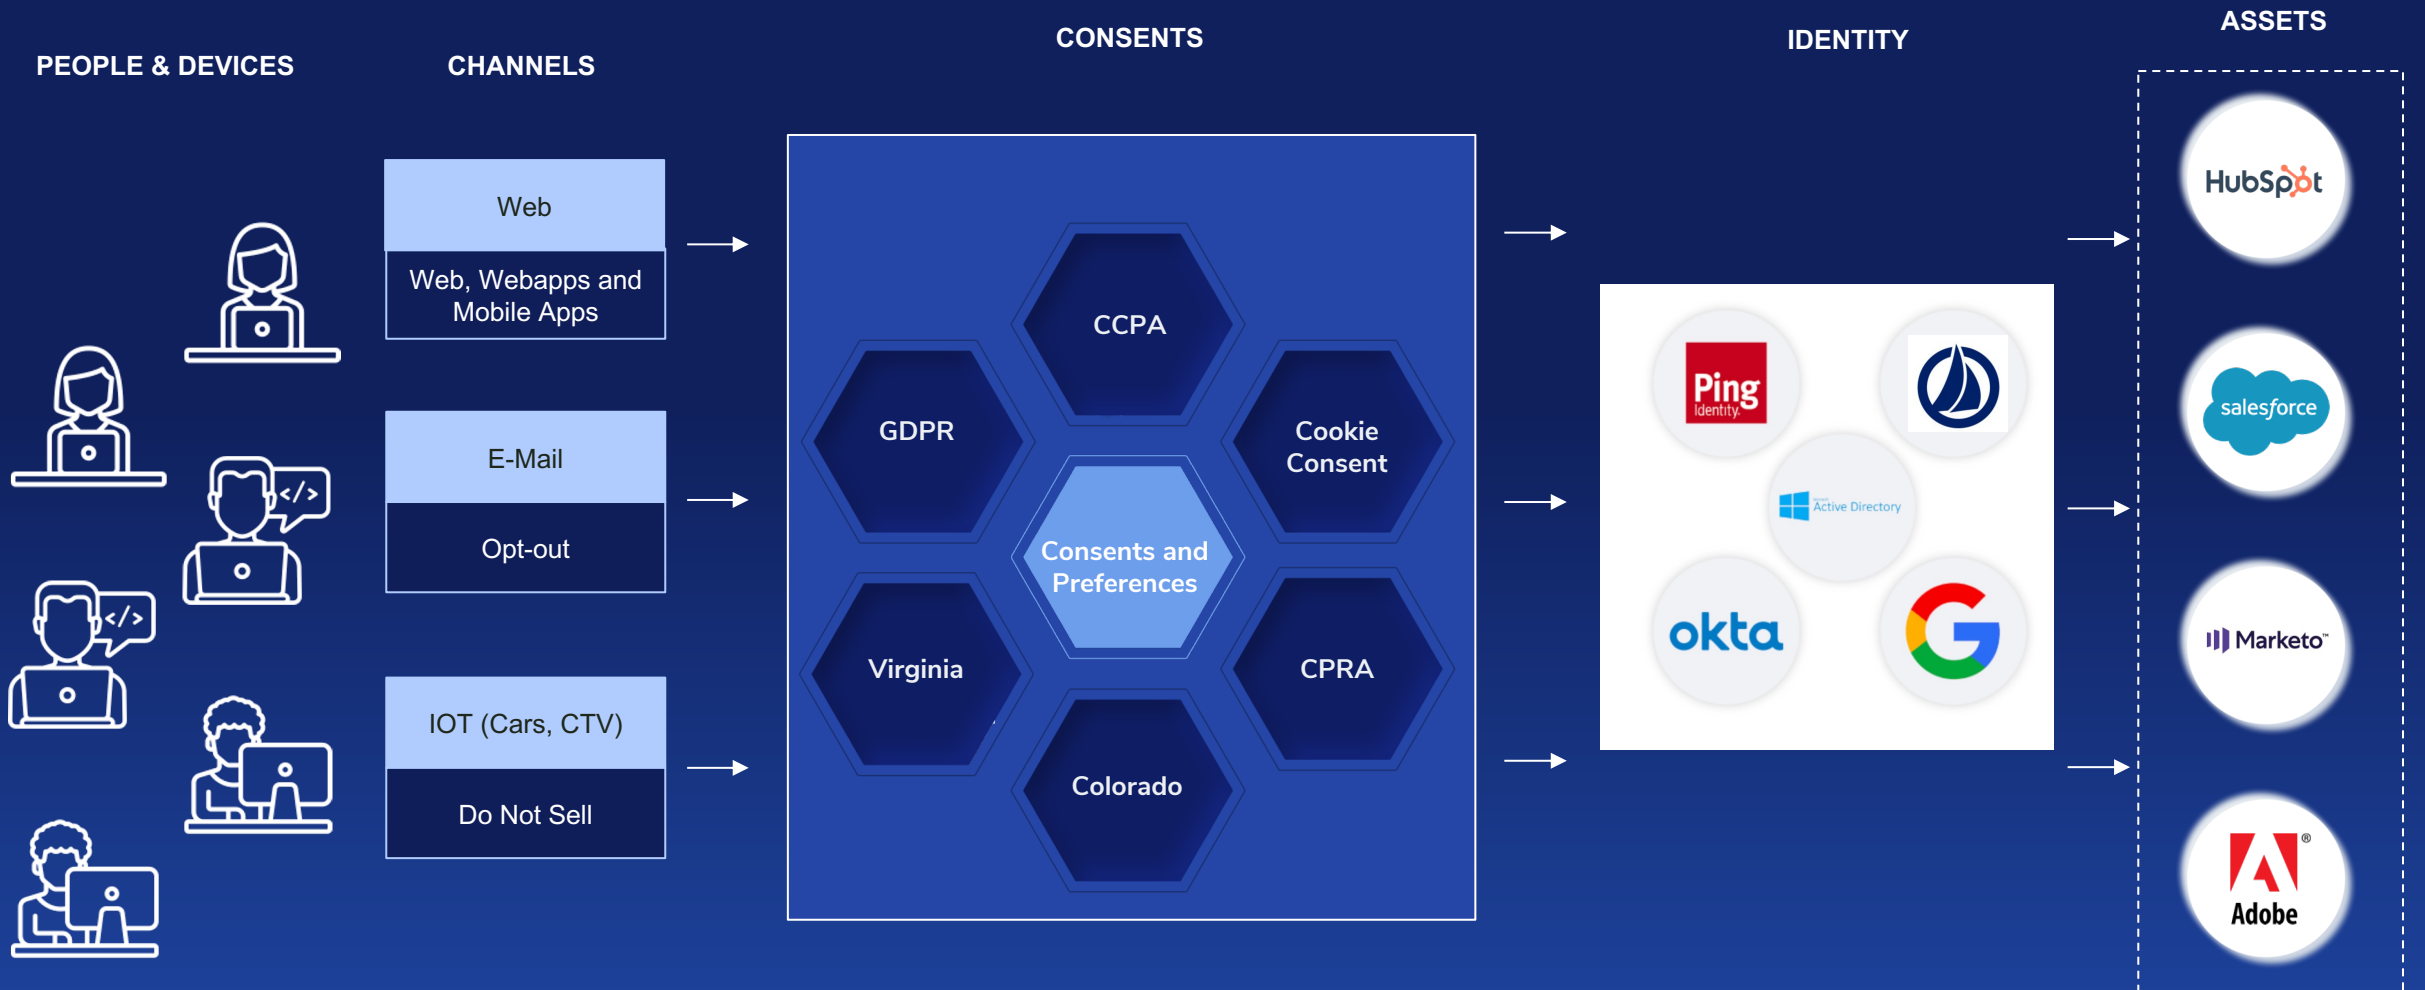 PEOPLE & DEVICES
CHANNELS
CONSENTS
IDENTITY
ASSETS
Web
Web, Webapps and
Mobile Apps
E-Mail
Opt-out
IOT (Cars, CTV)
Do Not Sell
</>
</>
CCPA
GDPR
Cookie
Consent
Consents and
Preferences
Virginia
CPRA
Colorado
Ping
Identity.
Active Directory
okta
G
HubSpot
salesforce
Marketo™
Adobe
®